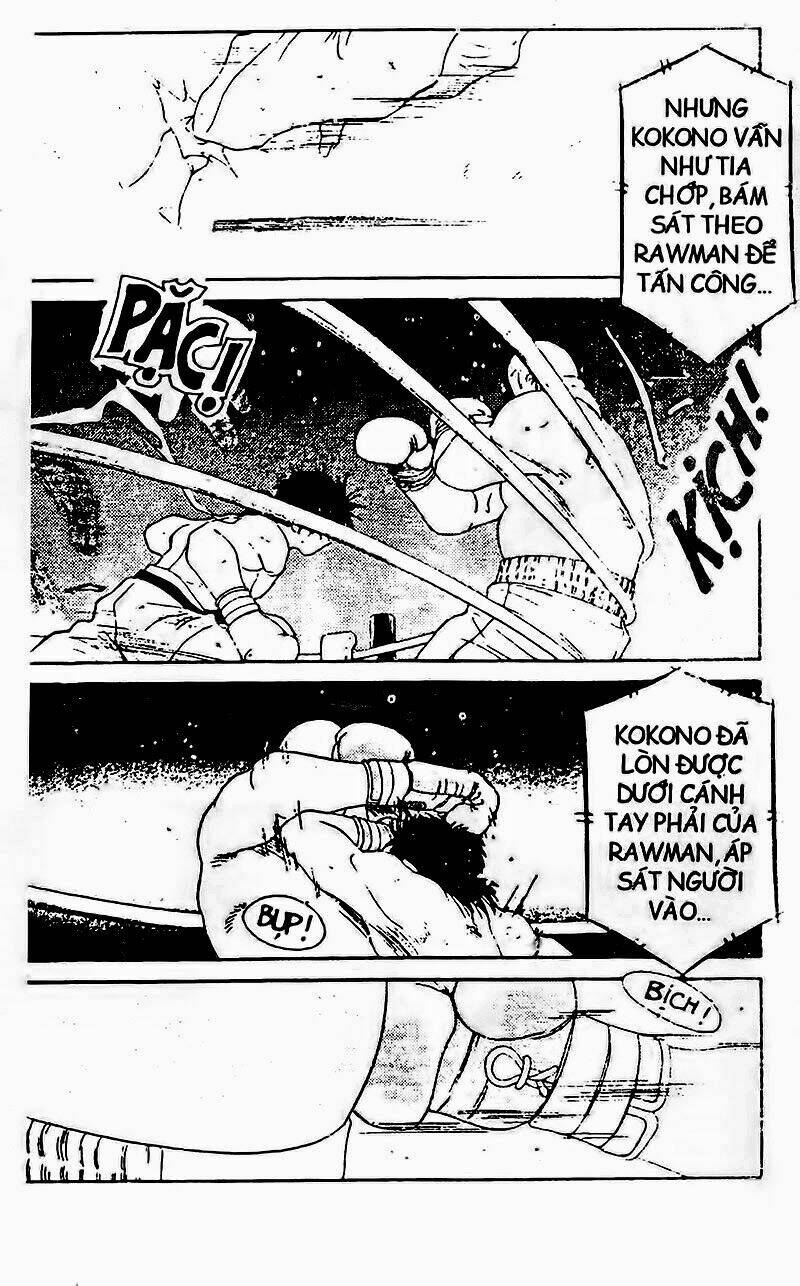 NHƯNG
KOKONO VẪN
NHƯ TIA
CHỚP, BÁM
SÁT THEO
RAWMAN ĐỂ
TẤN CÔNG...
PẶC!
KỊCH!
KOKONO ĐÃ
LÒN ĐƯỢC
DƯỚI CÁNH
TAY PHẢI CỦA
RAWMAN, ÁP
SÁT NGƯỜI
VÀO...
BỤP!
BỊCH!